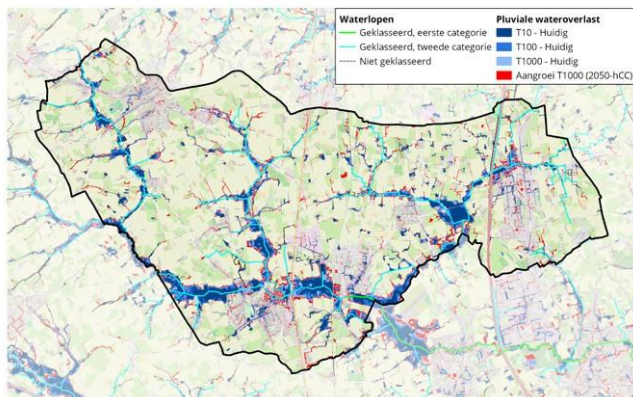 Waterlopen
Geklasseerd, eerste categorie
Geklasseerd, tweede categorie
Niet geklasseerd
Pluviale wateroverlast
T10 - Huidig
T100 - Huidig
T1000 - Huidig
Aangroei T1000 (2050-hCC)